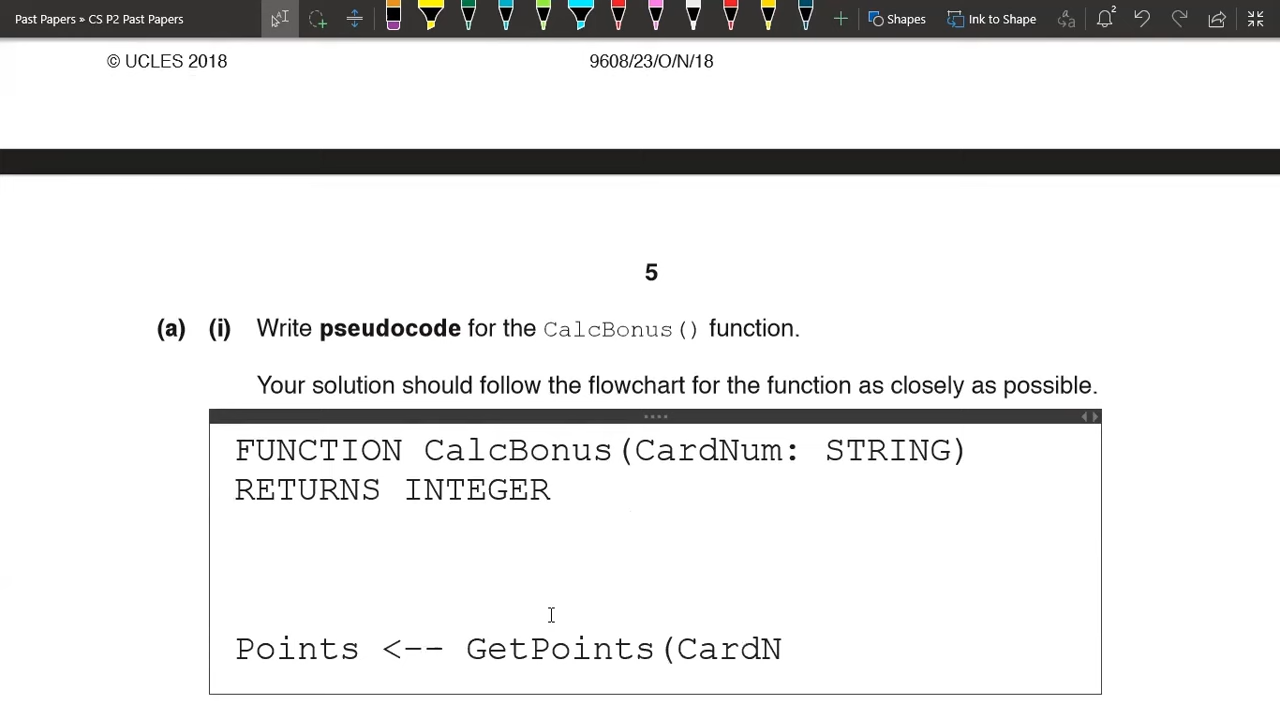 Past Papers » CS P2 Past Papers
Shapes
Ink to Shape
2
© UCLES 2018
9608/23/O/N/18
5
(a) (i) Write pseudocode for the CalcBonus() function.
Your solution should follow the flowchart for the function as closely as possible.
FUNCTION CalcBonus(CardNum: STRING)
RETURNS INTEGER
Points <-- GetPoints(CardN